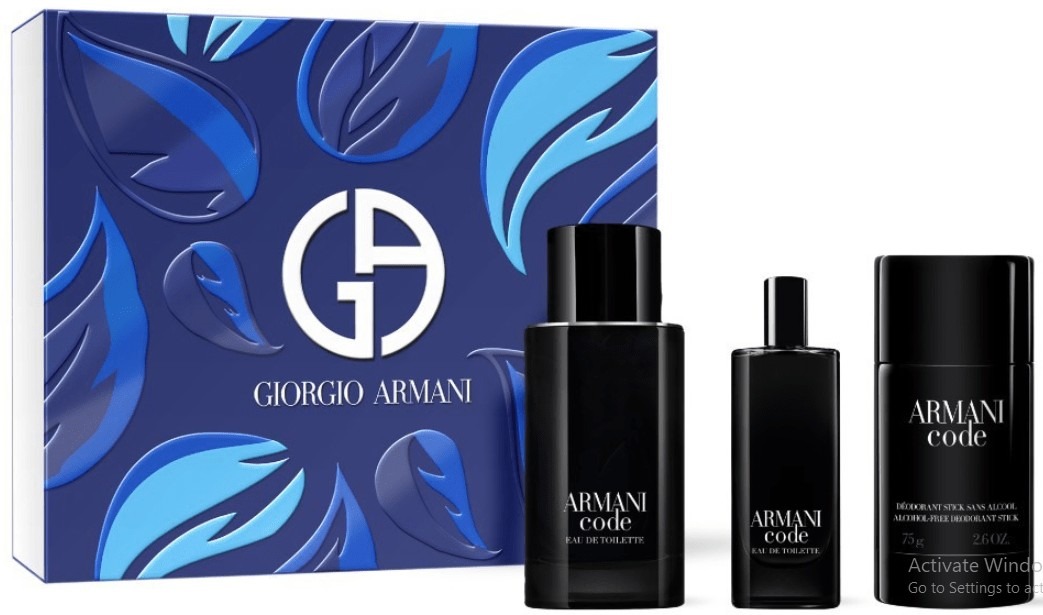 GA
GIORGIO ARMANI
ARMANI
code
EAU DE TOILETTE
ARMANI
code
EAU DE TOILETTE
ARMANI
code
DÉODORANT STICK SANS ALCOOL
ALCOHOL-FREE DEODORANT STICK
75g 2.6 OZ.
Activate Windo
Go to Settings to act